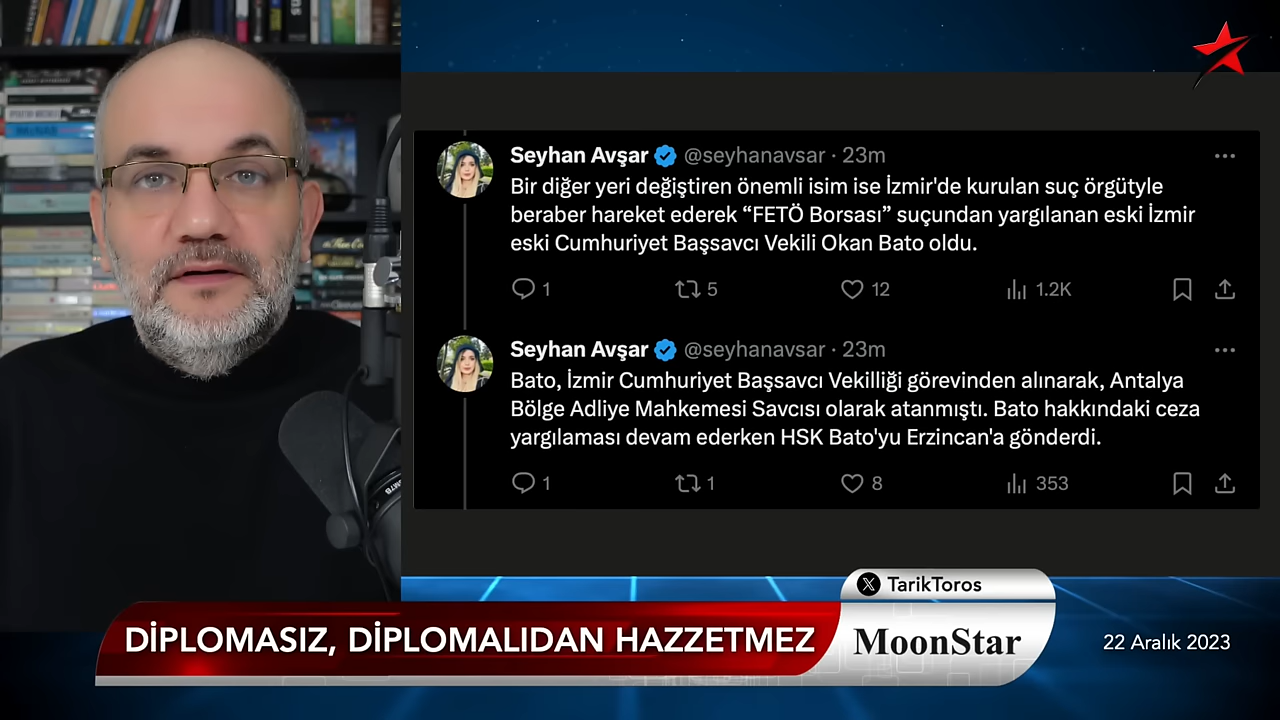 Seyhan Avşar @seyhanavsar · 23m
Bir diğer yeri değiştiren önemli isim ise İzmir'de kurulan suç örgütyle
beraber hareket ederek “FETÖ Borsası” suçundan yargılanan eski İzmir
eski Cumhuriyet Başsavcı Vekili Okan Bato oldu.
1 5 12 1.2K
Seyhan Avşar @seyhanavsar · 23m
Bato, İzmir Cumhuriyet Başsavcı Vekilliği görevinden alınarak, Antalya
Bölge Adliye Mahkemesi Savcısı olarak atanmıştı. Bato hakkındaki ceza
yargılaması devam ederken HSK Bato'yu Erzincan'a gönderdi.
1 1 8 353
X TarikToros
DİPLOMASIZ, DİPLOMALIDAN HAZZETMEZ
MoonStar
22 Aralık 2023